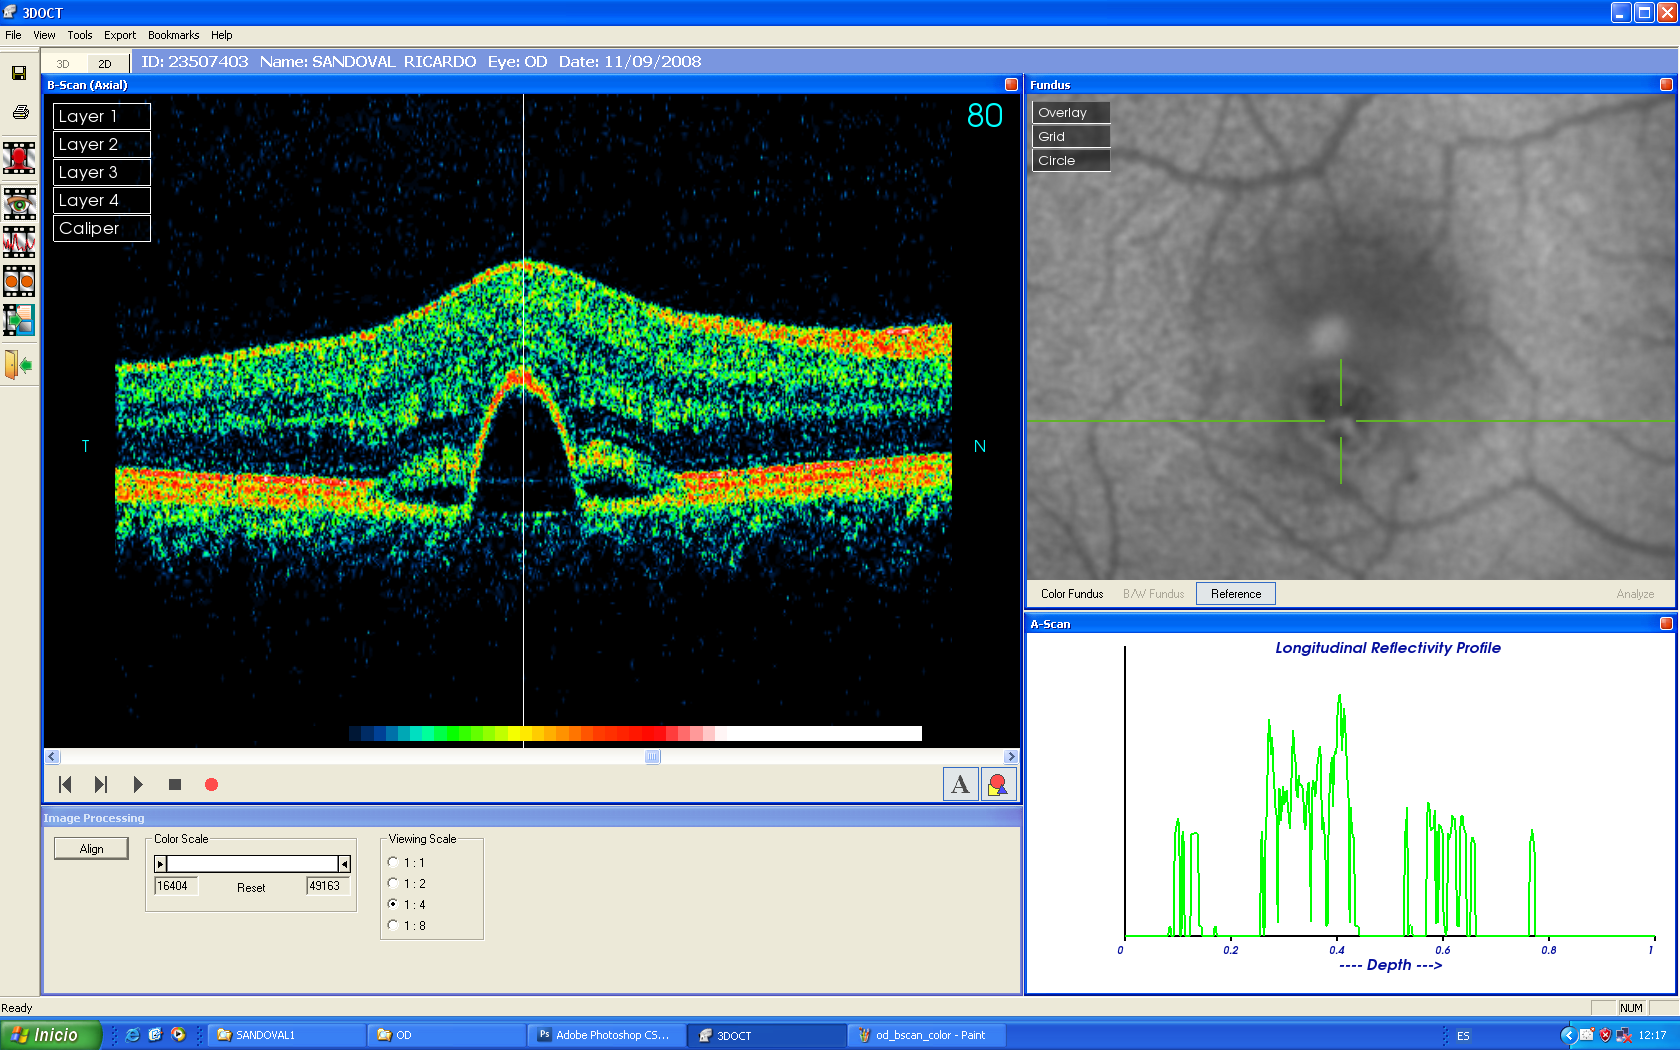 3DOCT
File View Tools Export Bookmarks Help
3D 2D ID: 23507403 Name: SANDOVAL RICARDO Eye: OD Date: 11/09/2008
B-Scan (Axial)
Layer 1
Layer 2
Layer 3
Layer 4
Caliper
80
T
N
Fundus
Overlay
Grid
Circle
Color Fundus B/W Fundus Reference Analyze
A-Scan
Longitudinal Reflectivity Profile
0 0.2 0.4 0.6 0.8 1
---- Depth --->
A
Image Processing
Align
Color Scale
16404 Reset 49163
Viewing Scale
1 : 1
1 : 2
1 : 4
1 : 8
Ready
NUM
Inicio SANDOVAL1 OD Ps Adobe Photoshop CS... 3DOCT od_bscan_color - Paint ES 12:17